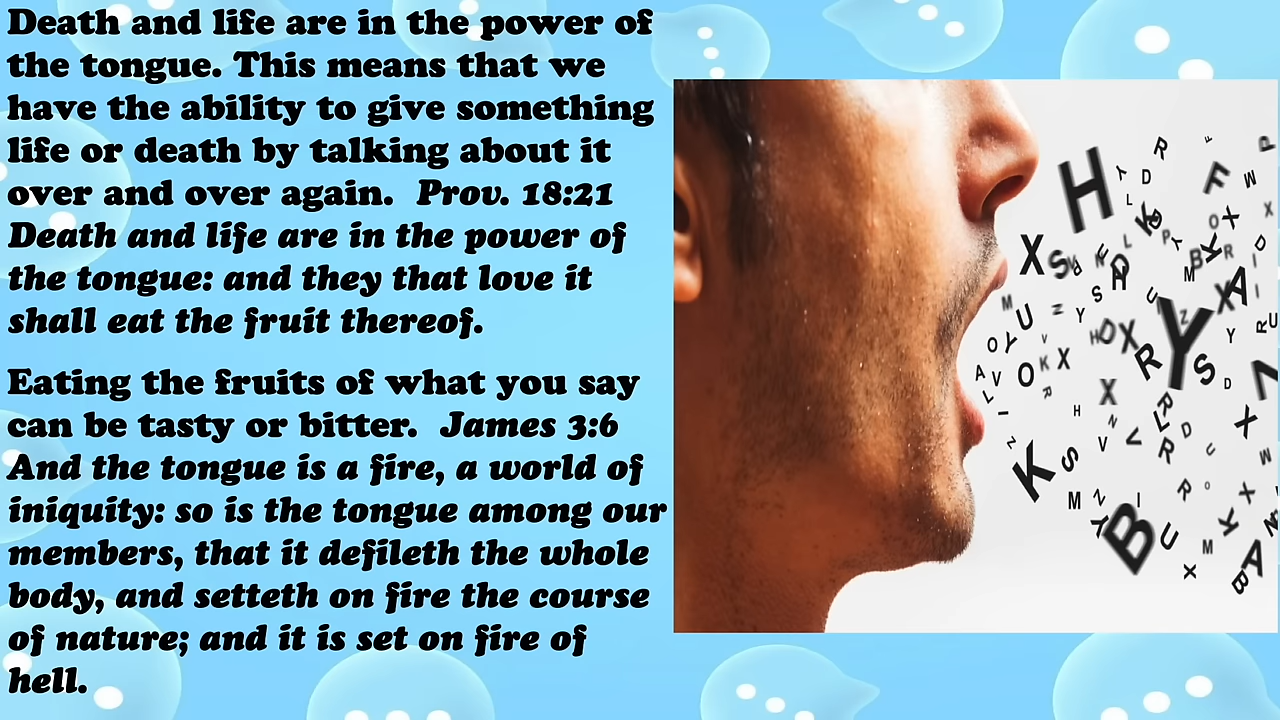 Death and life are in the power of
the tongue. This means that we
have the ability to give something
life or death by talking about it
over and over again.  Prov. 18:21
Death and life are in the power of
the tongue: and they that love it
shall eat the fruit thereof.
Eating the fruits of what you say
can be tasty or bitter.  James 3:6
And the tongue is a fire, a world of
iniquity: so is the tongue among our
members, that it defileth the whole
body, and setteth on fire the course
of nature; and it is set on fire of
hell.